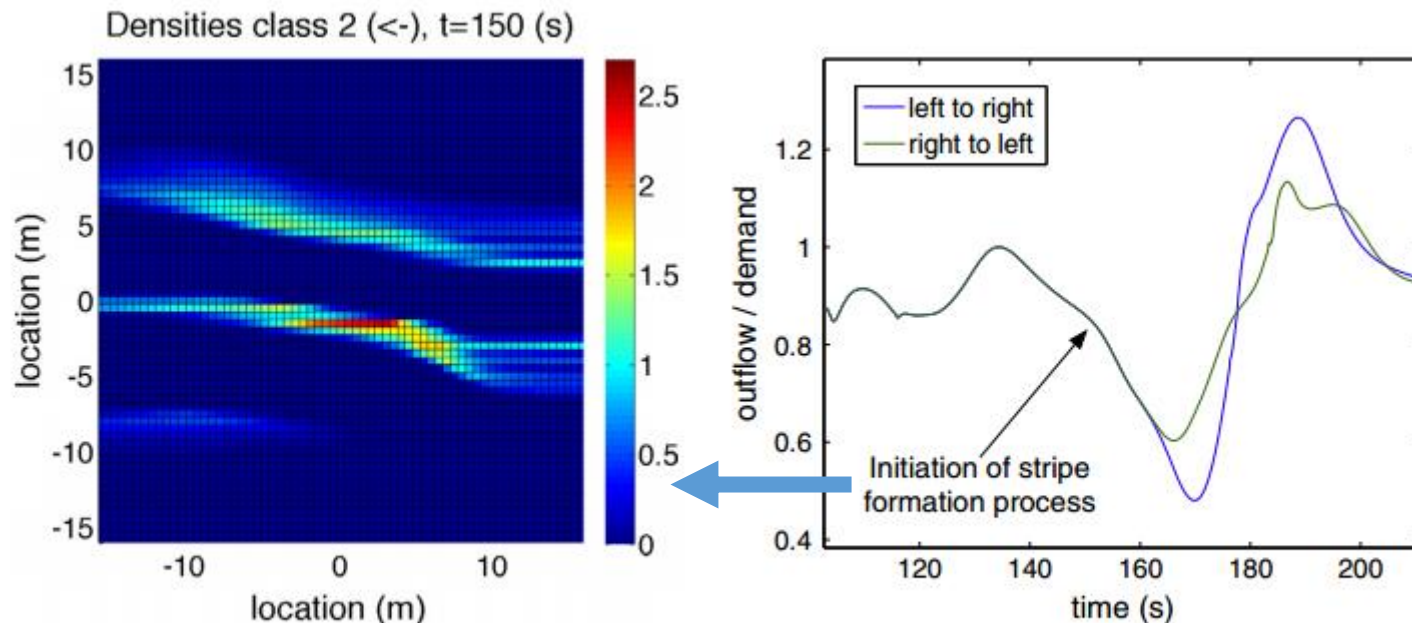 Densities class 2 (<-), t=150 (s)
15
10
5
0
-5
-10
-15
location (m)
-10
0
10
location (m)
2.5
2
1.5
1
0.5
0
left to right
right to left
1.2
1
0.8
0.6
0.4
outflow / demand
Initiation of stripe
formation process
120
140
160
180
200
time (s)